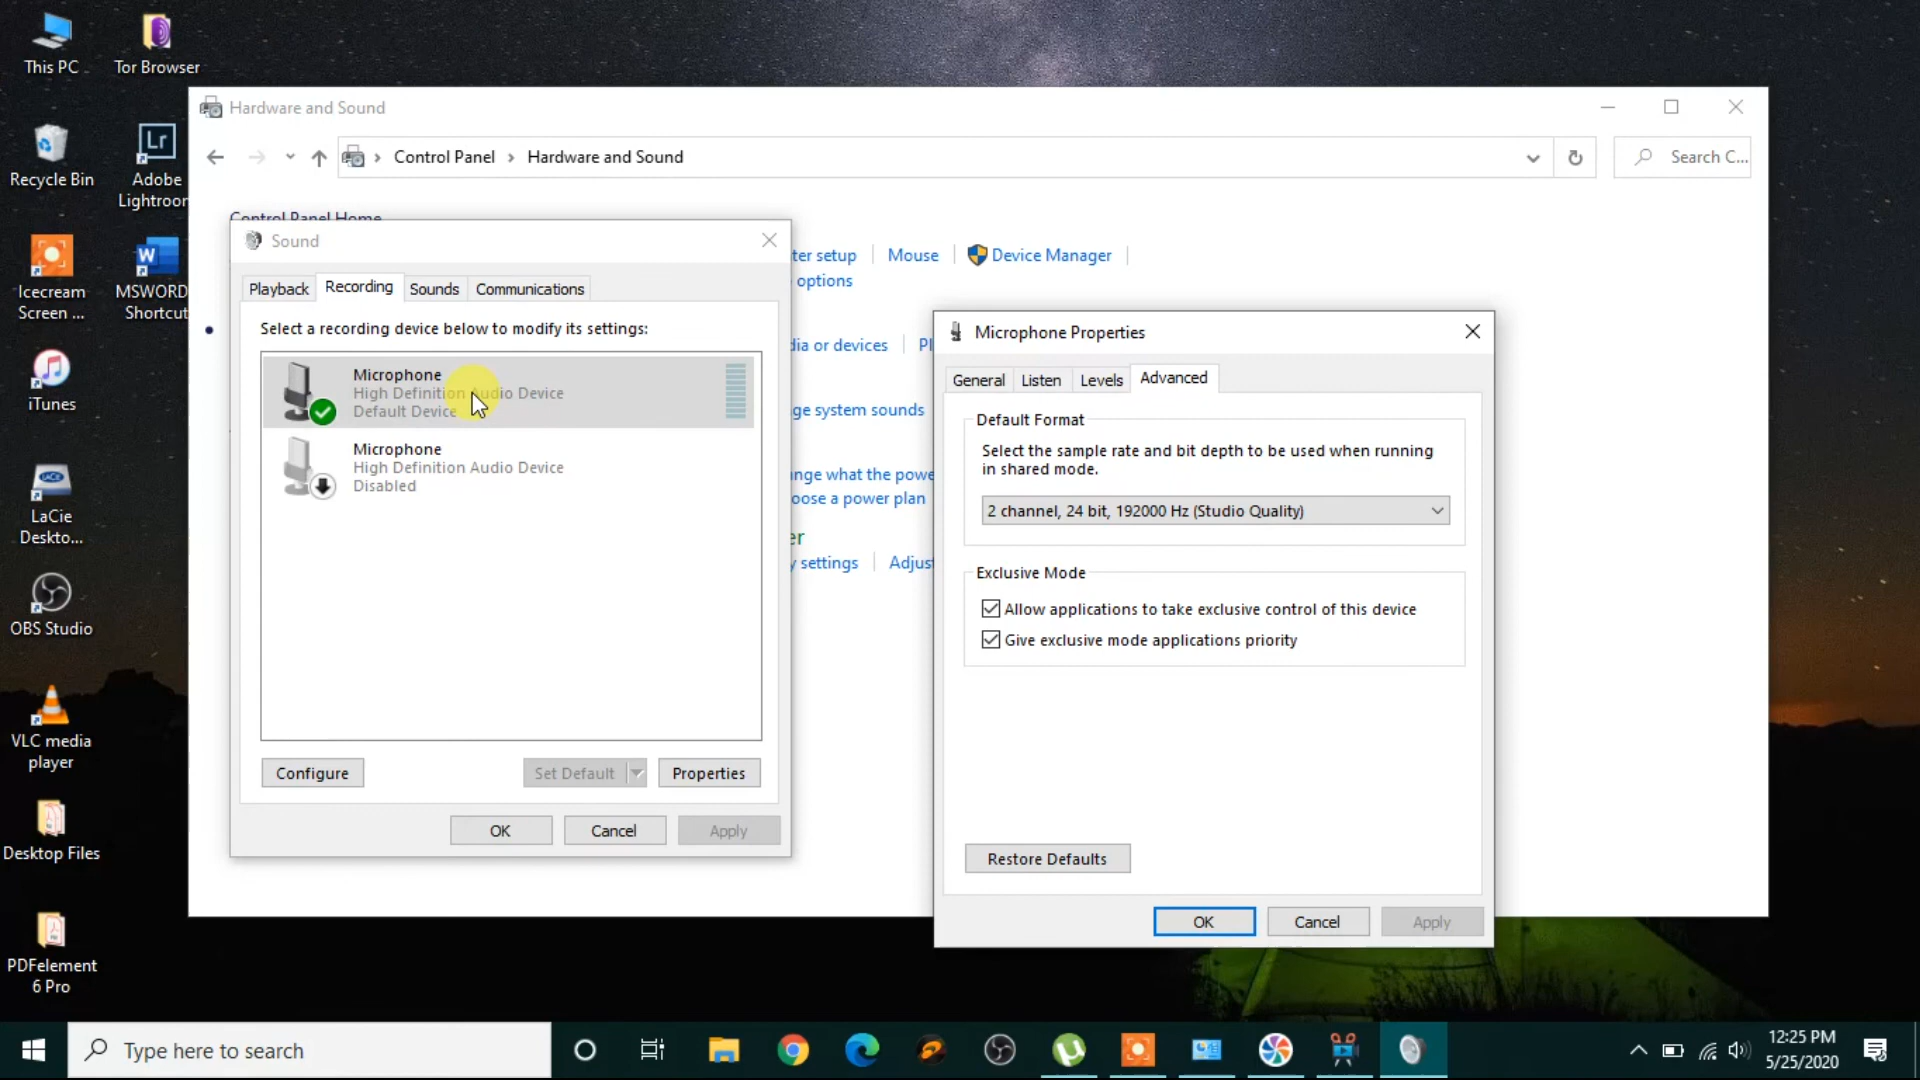 This PC
Tor Browser
Recycle Bin
Adobe
Lightroor
Icecream
Screen ...
MSWORD
Shortcut
iTunes
LaCie
Deskto...
OBS Studio
VLC media
player
Desktop Files
PDFelement
6 Pro
Hardware and Sound
Control Panel
Hardware and Sound
Search C...
Control Panel Home
ter setup
Mouse
Device Manager
options
dia or devices
Pl
ge system sounds
nge what the powe
oose a power plan
er
y settings
Adjust
Sound
Playback
Recording
Sounds
Communications
Select a recording device below to modify its settings:
Microphone
High Definition Audio Device
Default Device
Microphone
High Definition Audio Device
Disabled
Configure
Set Default
Properties
OK
Cancel
Apply
Microphone Properties
General
Listen
Levels
Advanced
Default Format
Select the sample rate and bit depth to be used when running
in shared mode.
2 channel, 24 bit, 192000 Hz (Studio Quality)
Exclusive Mode
Allow applications to take exclusive control of this device
Give exclusive mode applications priority
Restore Defaults
OK
Cancel
Apply
Type here to search
12:25 PM
5/25/2020